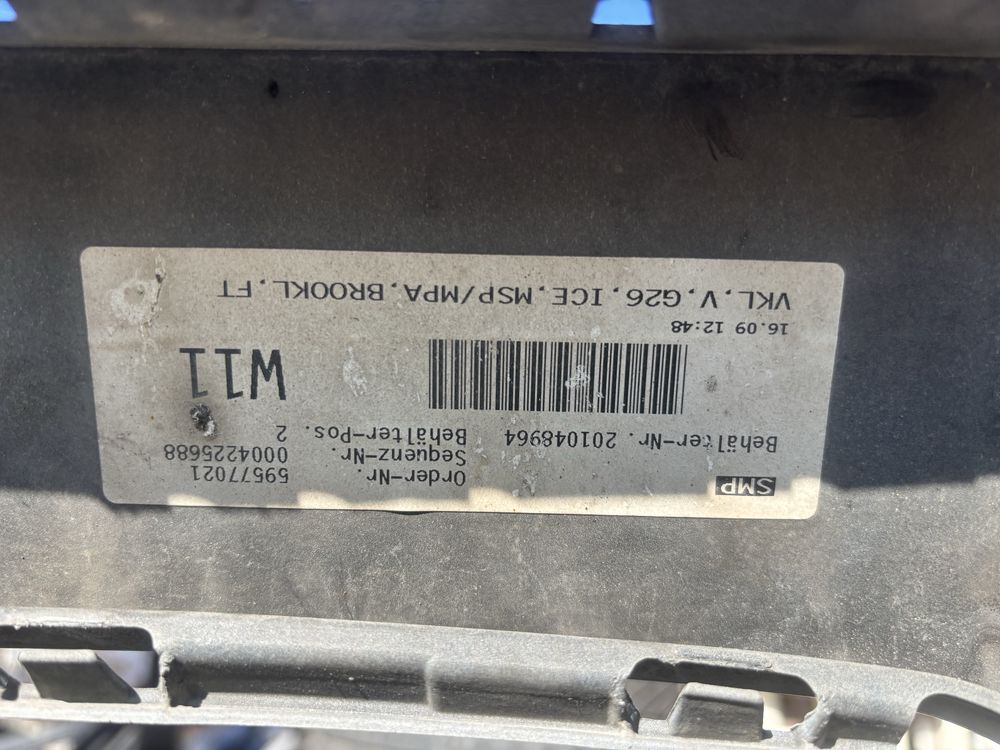 SMP
Order-Nr. 59577021
Sequenz-Nr. 0004225688
Behälter-Nr. 201048964 Behälter-Pos. 2
W11
16.09 12:48
VKL,V,G26,ICE,MSP/MPA,BROOKL,FT